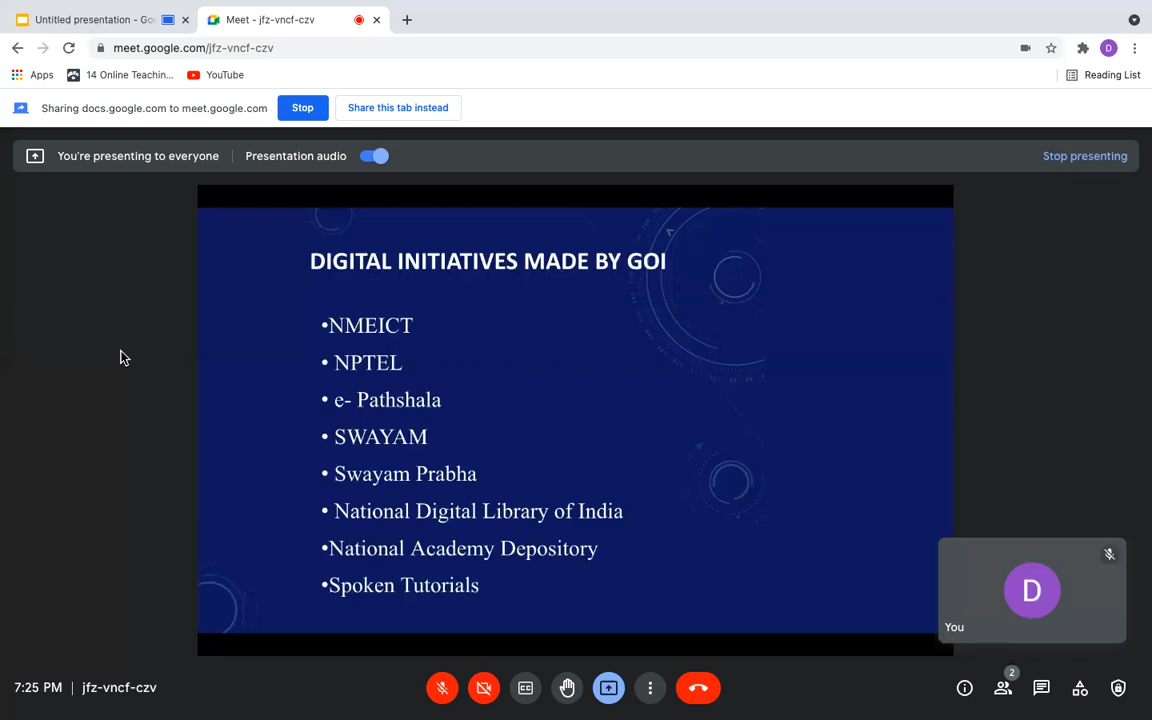 Untitled presentation - Goo
Meet - jfz-vncf-czv
meet.google.com/jfz-vncf-czv
D
Apps
14 Online Teachin...
YouTube
Reading List
Sharing docs.google.com to meet.google.com
Stop
Share this tab instead
You're presenting to everyone
Presentation audio
Stop presenting
DIGITAL INITIATIVES MADE BY GOI
•NMEICT
• NPTEL
• e- Pathshala
• SWAYAM
• Swayam Prabha
• National Digital Library of India
•National Academy Depository
•Spoken Tutorials
D
You
7:25 PM | jfz-vncf-czv
CC
2